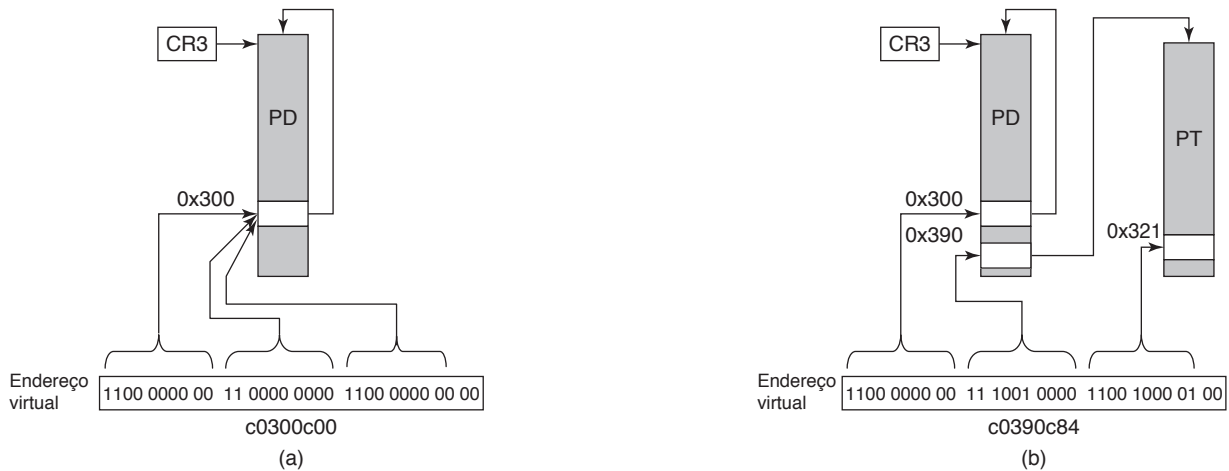 CR3
PD
0x300
Endereço
virtual
1100 0000 00 11 0000 0000 1100 0000 00 00
c0300c00
(a)
CR3
PD
PT
0x300
0x390
0x321
Endereço
virtual
1100 0000 00 11 1001 0000 1100 1000 01 00
c0390c84
(b)